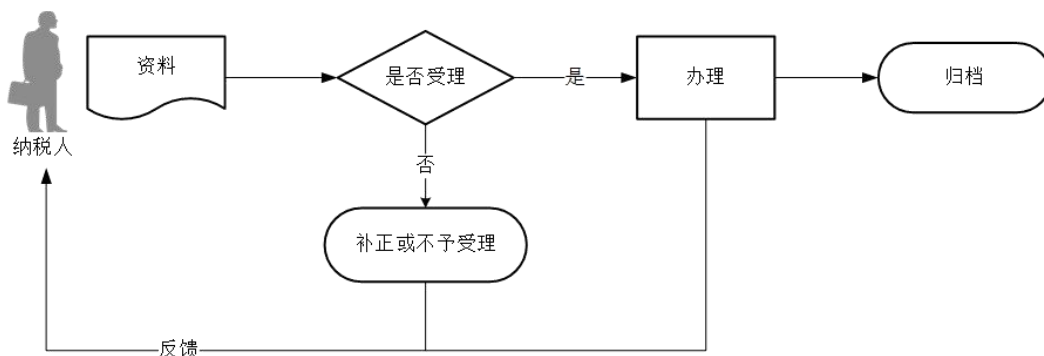 资料
是否受理
是
办理
归档
纳税人
否
补正或不予受理
反馈